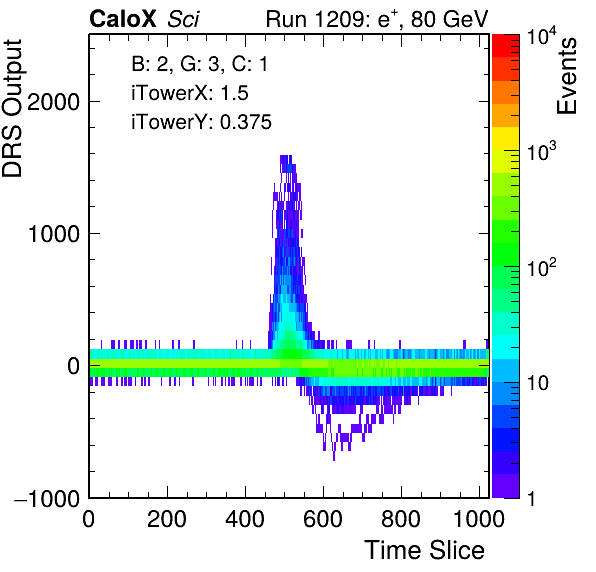 CaloX Sci Run 1209: e⁺, 80 GeV
B: 2, G: 3, C: 1
iTowerX: 1.5
iTowerY: 0.375
DRS Output
2000
1000
0
−1000
0 200 400 600 800 1000
Time Slice
Events
10⁴
10³
10²
10
1